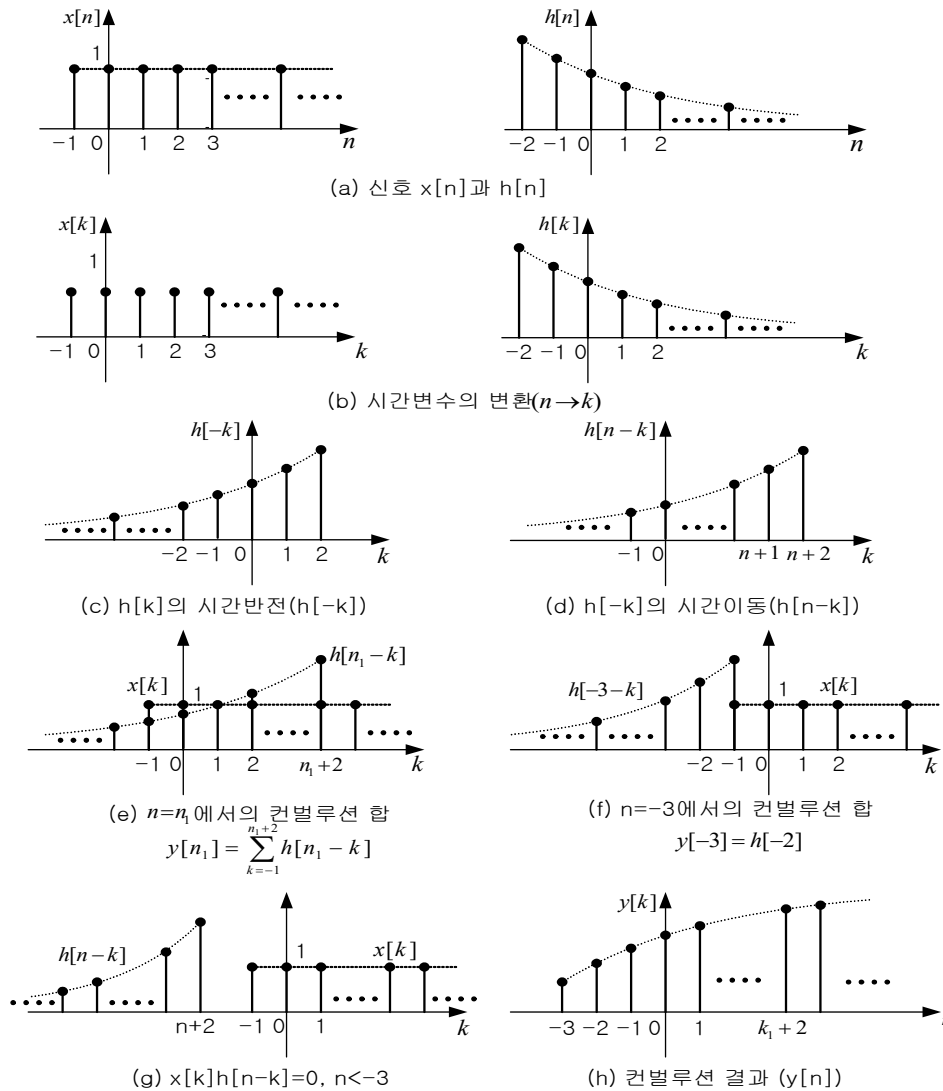 x[n]
1
-1 0 1 2 3 n
h[n]
-2 -1 0 1 2 n
(a) 신호 x[n]과 h[n]
x[k]
1
-1 0 1 2 3 k
h[k]
-2 -1 0 1 2 k
(b) 시간변수의 변환(n→k)
h[-k]
-2 -1 0 1 2 k
(c) h[k]의 시간반전(h[-k])
h[n-k]
-1 0 n+1 n+2 k
(d) h[-k]의 시간이동(h[n-k])
h[n₁-k]
x[k] 1
-1 0 1 2 n₁+2 k
(e) n=n₁에서의 컨벌루션 합
y[n₁] = ∑_{k=-1}^{n₁+2} h[n₁-k]
h[-3-k] 1 x[k]
-2 -1 0 1 2 k
(f) n=-3에서의 컨벌루션 합
y[-3] = h[-2]
h[n-k] 1 x[k]
n+2 -1 0 1 k
(g) x[k]h[n-k]=0, n<-3
y[k]
-3 -2 -1 0 1 k₁+2
(h) 컨벌루션 결과 (y[n])